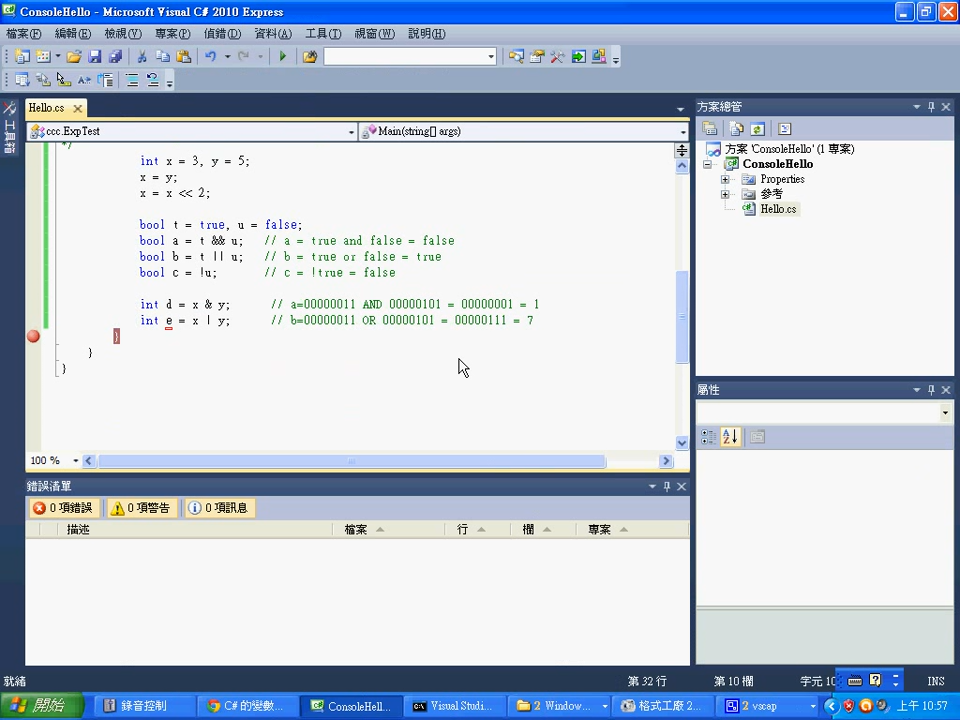 ConsoleHello - Microsoft Visual C# 2010 Express
檔案(F) 編輯(E) 檢視(V) 專案(P) 偵錯(D) 資料(A) 工具(T) 視窗(W) 說明(H)
Hello.cs
工具箱
ccc.ExpTest
Main(string[] args)
*/
int x = 3, y = 5;
x = y;
x = x << 2;
bool t = true, u = false;
bool a = t && u; // a = true and false = false
bool b = t || u; // b = true or false = true
bool c = !u; // c = !true = false
int d = x & y; // a=00000011 AND 00000101 = 00000001 = 1
int e = x | y; // b=00000011 OR 00000101 = 00000111 = 7
}
}
}
100 %
方案總管
方案 'ConsoleHello' (1 專案)
ConsoleHello
Properties
參考
Hello.cs
屬性
錯誤清單
0 項錯誤 0 項警告 0 項訊息
描述 檔案 行 欄 專案
就緒 第 32 行 第 10 欄 字元 10 INS
開始 錄音控制 C# 的變數... ConsoleHell... Visual Studi... 2 Window... 格式工廠 2... 2 vscap 上午 10:57